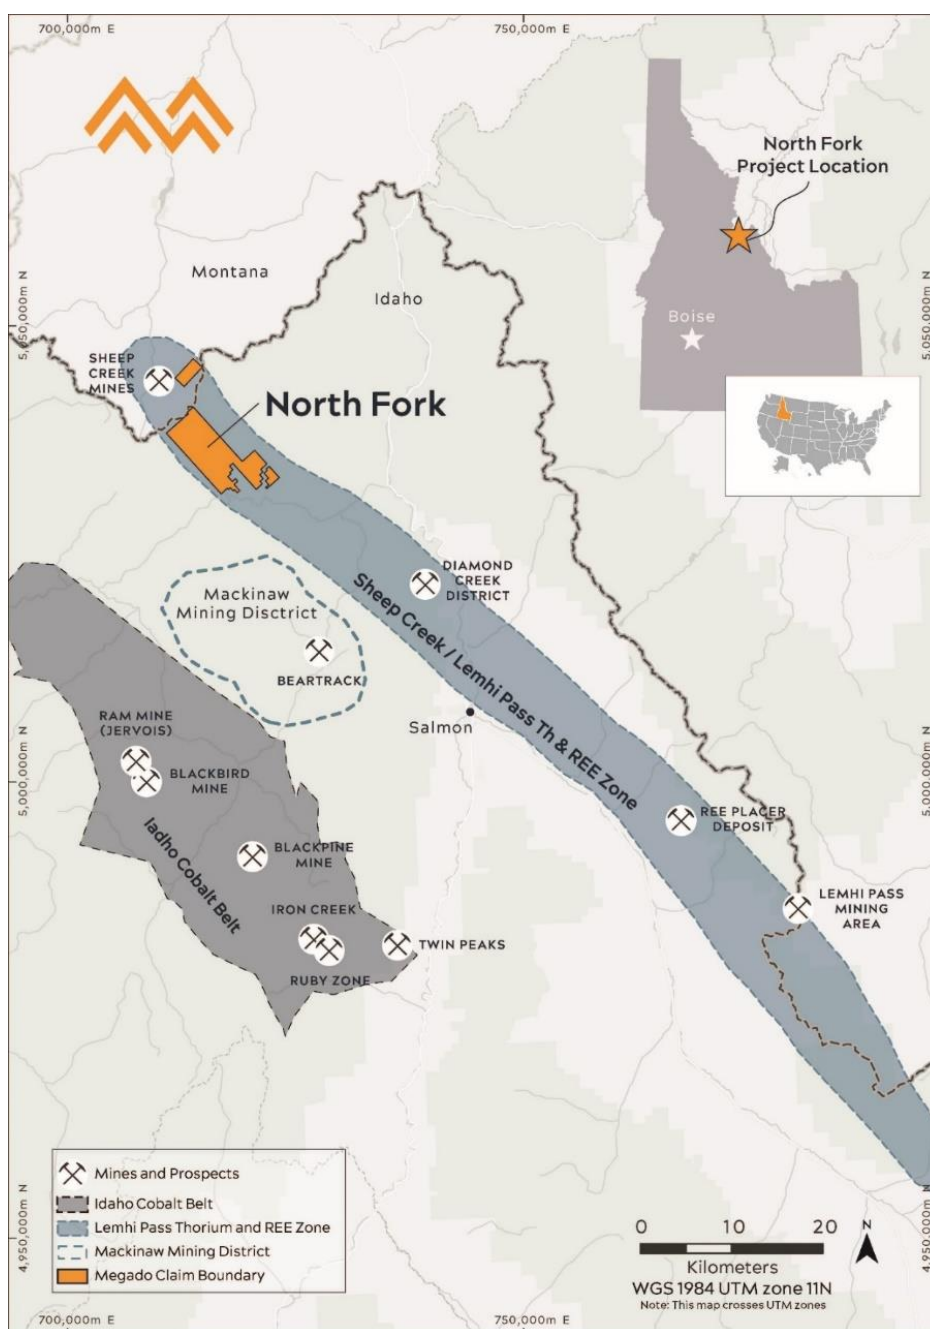 700,000m E
750,000m E
North Fork
Project Location
Montana
Idaho
5,050,000m N
5,050,000m N
Boise
SHEEP
CREEK
MINES
North Fork
DIAMOND
CREEK
DISTRICT
Mackinaw
Mining Disctrict
Sheep Creek / Lemhi Pass Th & REE Zone
BEARTRACK
RAM MINE
(JERVOIS)
Salmon
BLACKBIRD
MINE
5,000,000m N
5,000,000m N
REE PLACER
DEPOSIT
Iadho Cobalt Belt
BLACKPINE
MINE
LEMHI PASS
MINING
AREA
IRON CREEK
TWIN PEAKS
RUBY ZONE
Mines and Prospects
Idaho Cobalt Belt
Lemhi Pass Thorium and REE Zone
Mackinaw Mining District
Megado Claim Boundary
4,950,000m N
4,950,000m N
0 10 20
N
Kilometers
WGS 1984 UTM zone 11N
Note: This map crosses UTM zones
700,000m E
750,000m E